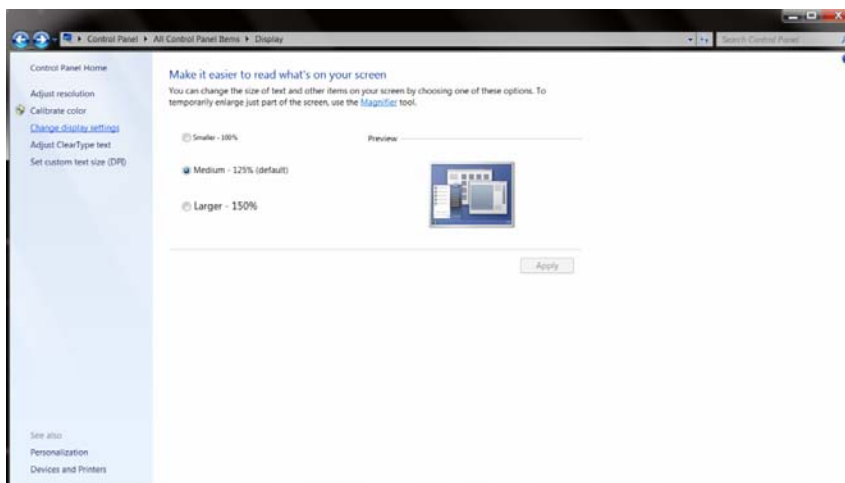 Control Panel All Control Panel Items Display Search Control Panel
Control Panel Home
Adjust resolution
Calibrate color
Change display settings
Adjust ClearType text
Set custom text size (DPI)
Make it easier to read what's on your screen
You can change the size of text and other items on your screen by choosing one of these options. To
temporarily enlarge just part of the screen, use the Magnifier tool.
Smaller - 100%
Preview
Medium - 125% (default)
Larger - 150%
Apply
See also
Personalization
Devices and Printers